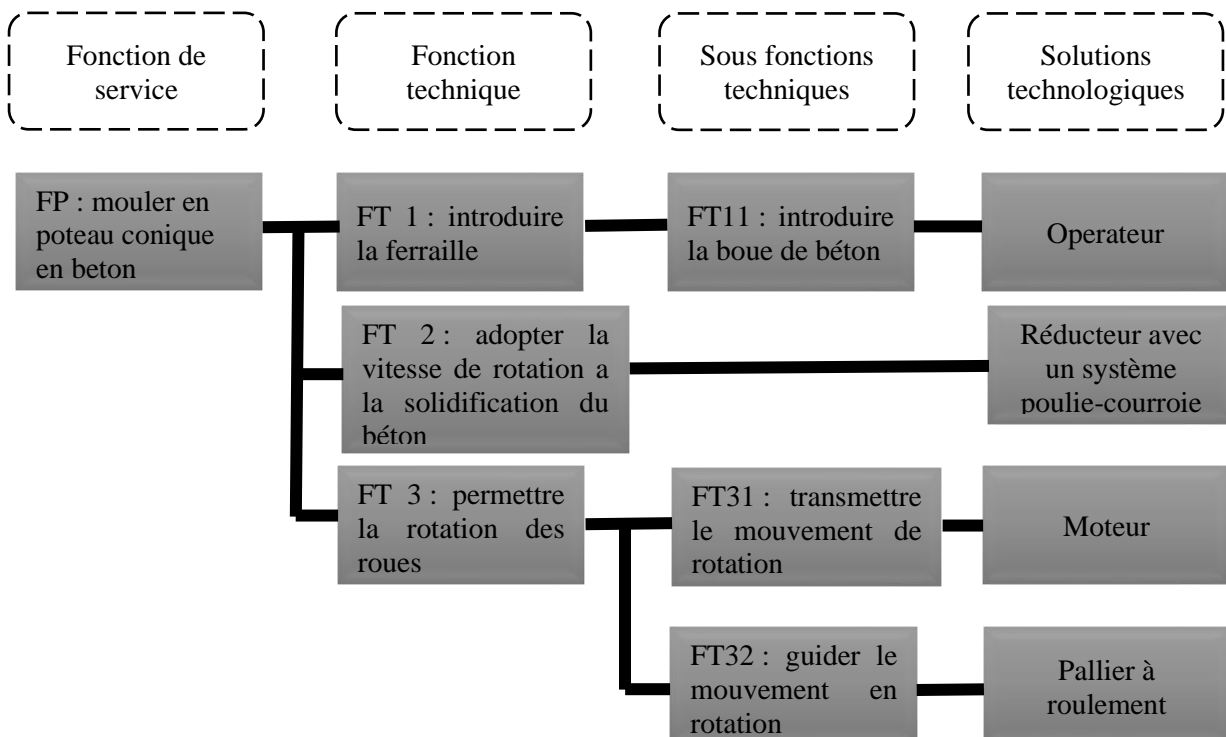 Fonction de
service
Fonction
technique
Sous fonctions
techniques
Solutions
technologiques
FP : mouler en
poteau conique
en beton
FT 1 : introduire
la ferraille
FT11 : introduire
la boue de béton
Operateur
FT 2 : adopter la
vitesse de rotation a
la solidification du
béton
Réducteur avec
un système
poulie-courroie
FT 3 : permettre
la rotation des
roues
FT31 : transmettre
le mouvement de
rotation
Moteur
FT32 : guider le
mouvement en
rotation
Pallier à
roulement